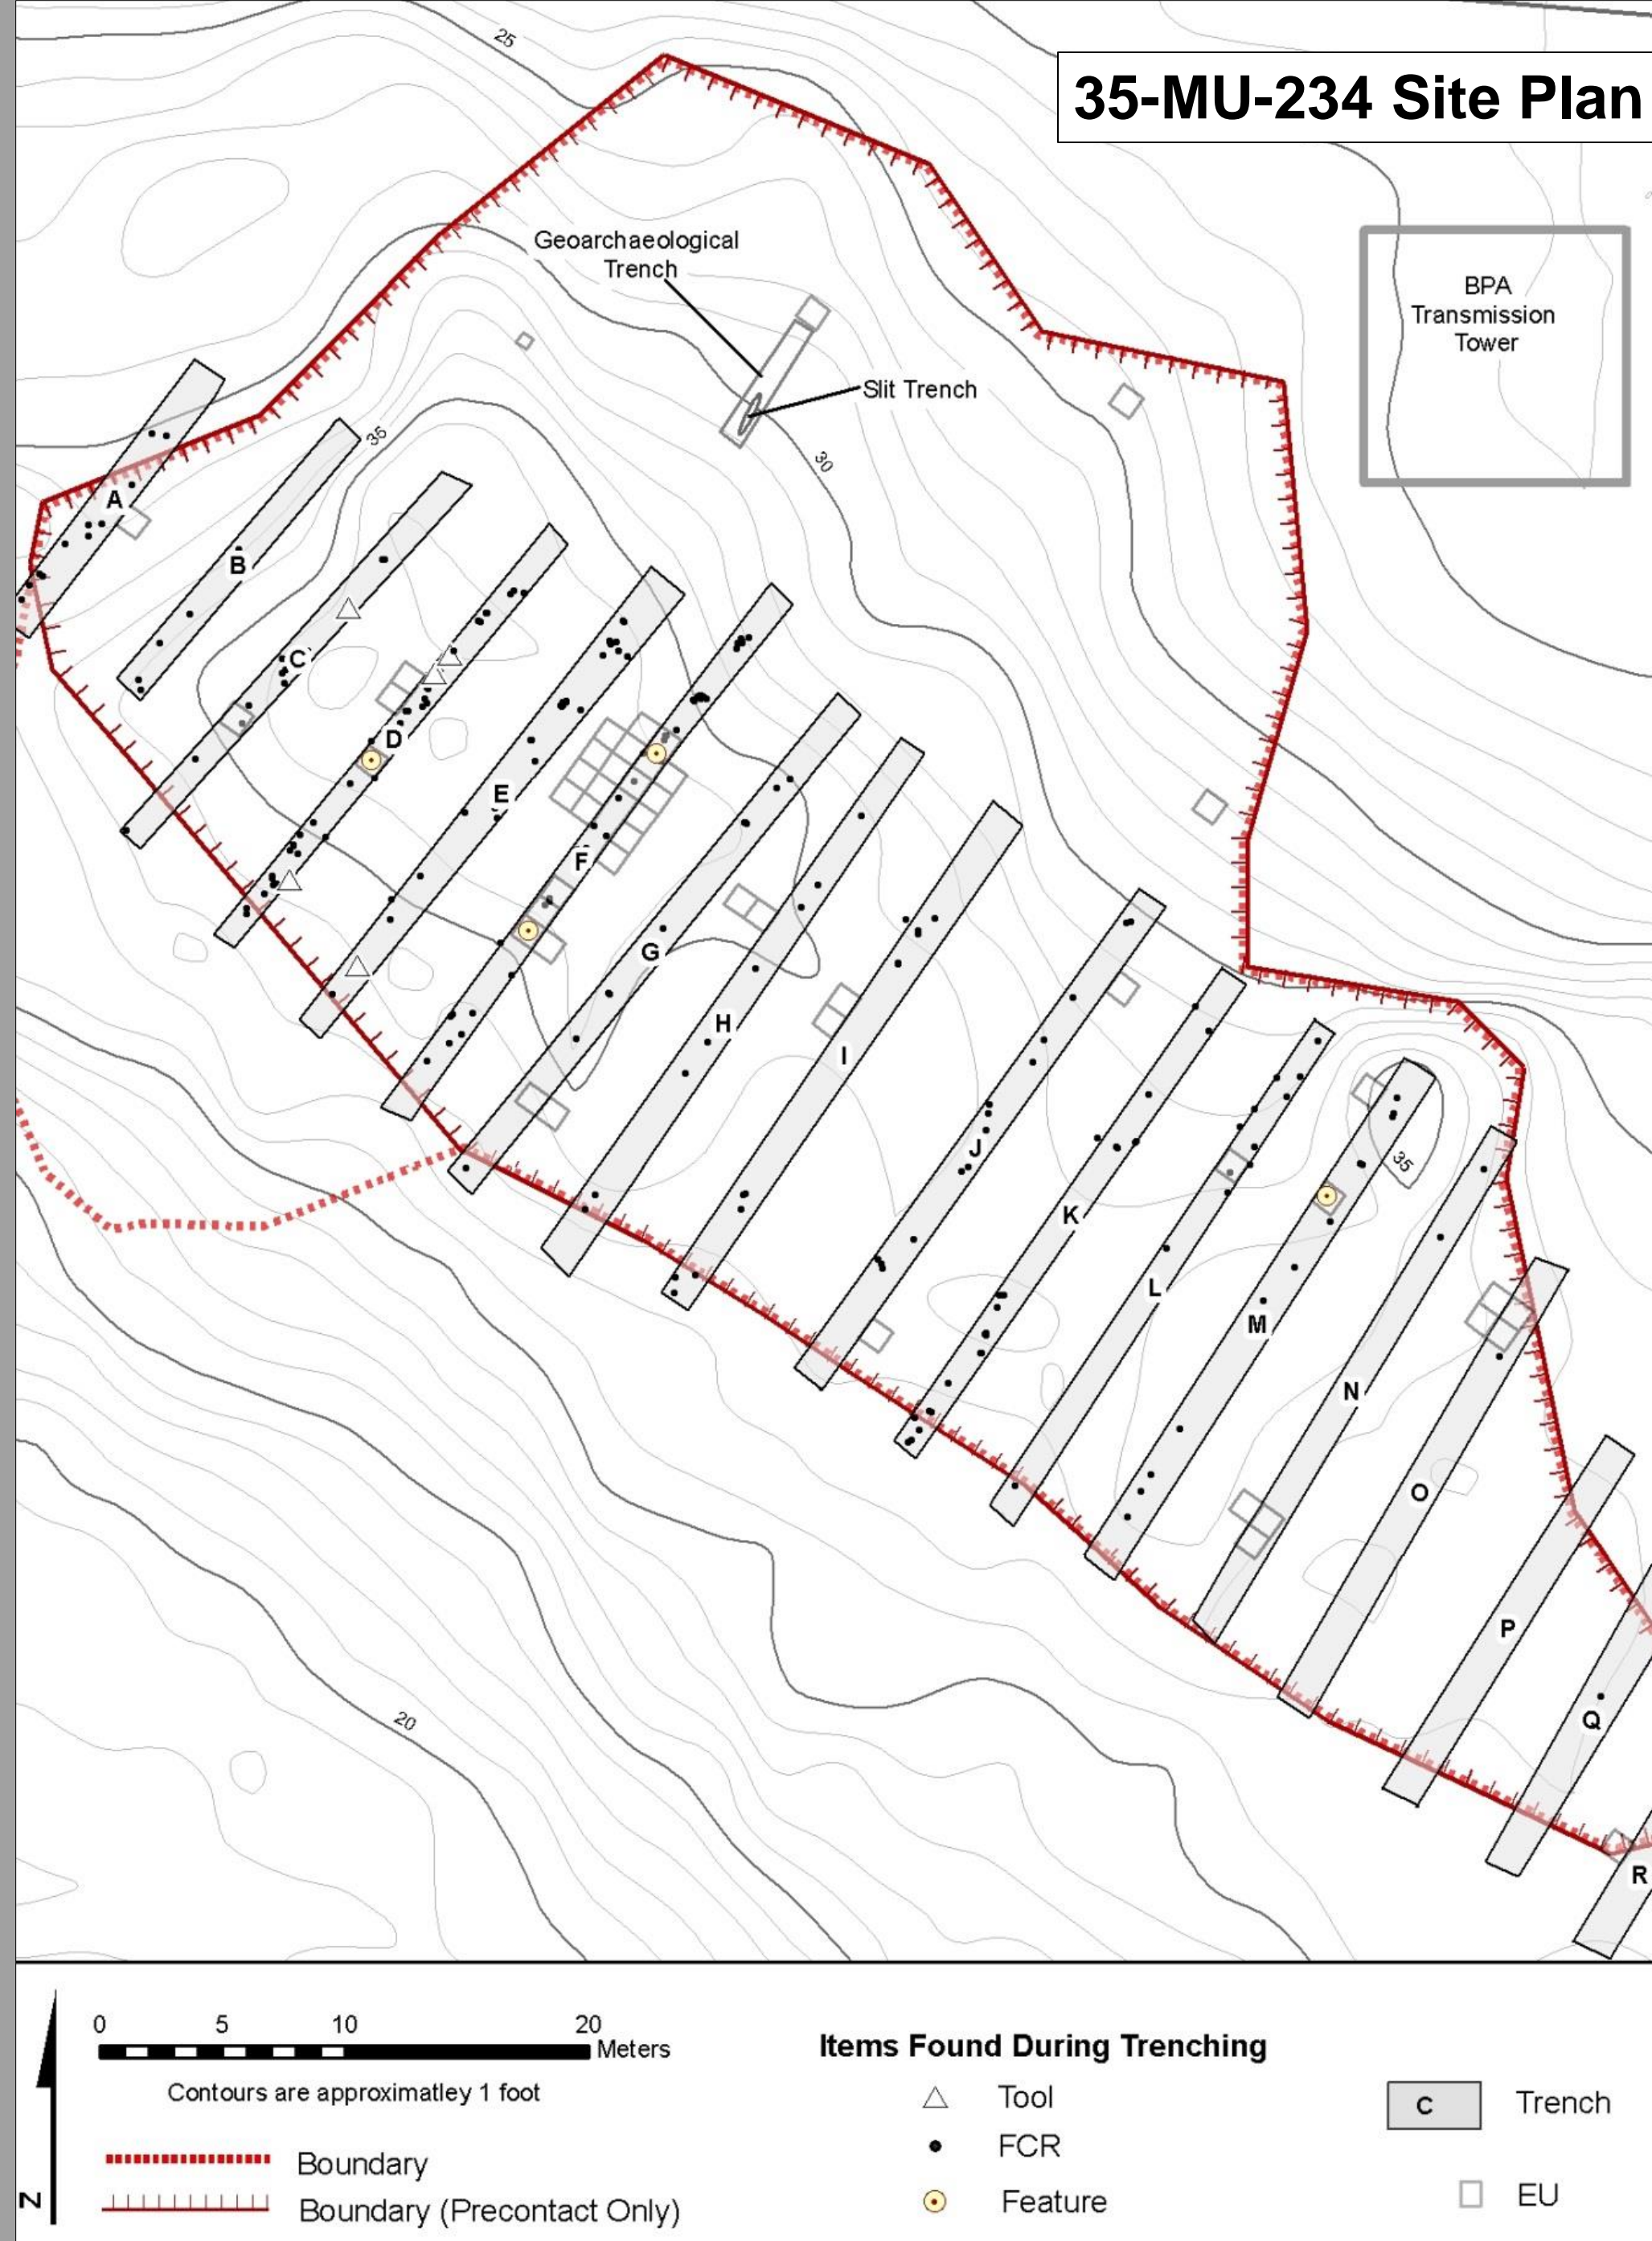 35-MU-234 Site Plan
25
Geoarchaeological
Trench
BPA
Transmission
Tower
Slit Trench
35
30
A
B
C
D
E
F
G
H
I
J
K
L
M
N
O
P
Q
R
35
20
0 5 10 20
Meters
Contours are approximatley 1 foot
Boundary
Boundary (Precontact Only)
N
Items Found During Trenching
Tool
FCR
Feature
C Trench
EU